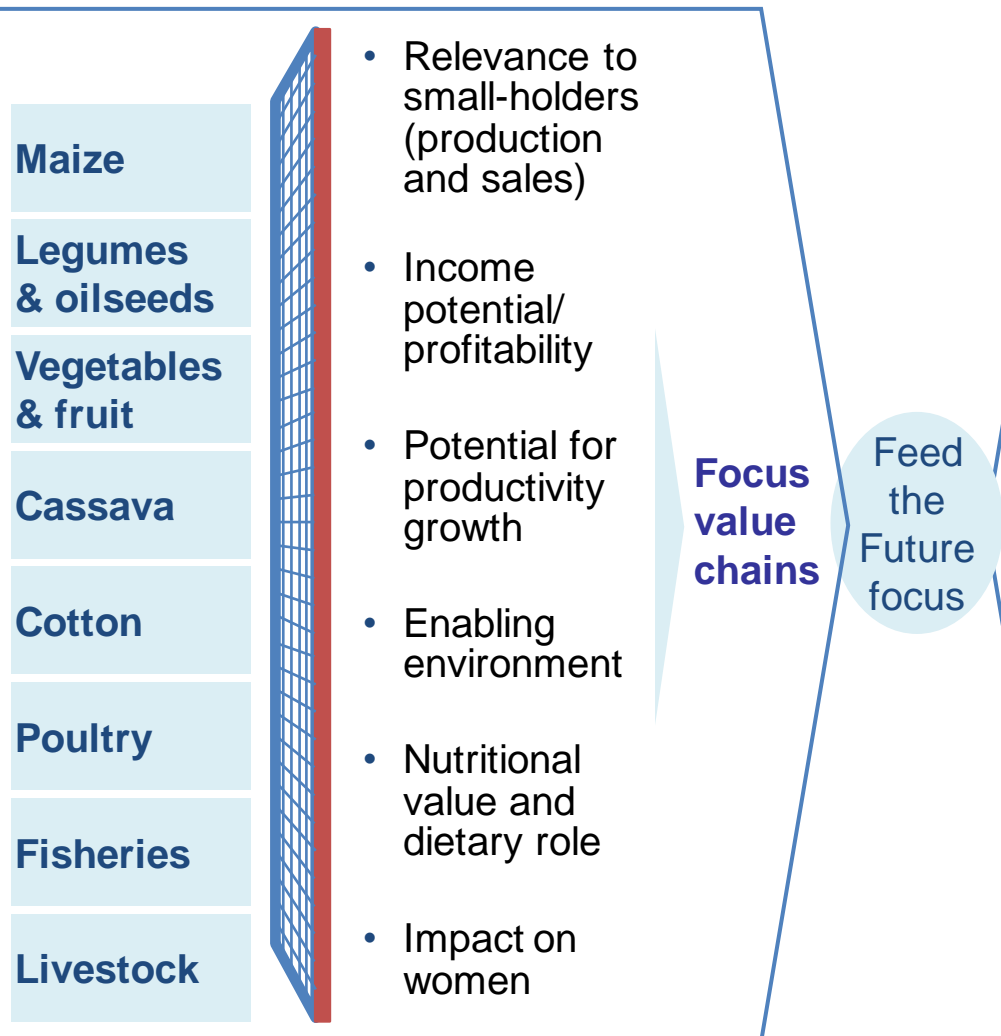 Maize
Legumes
& oilseeds
Vegetables
& fruit
Cassava
Cotton
Poultry
Fisheries
Livestock
• Relevance to
small-holders
(production
and sales)
• Income
potential/
profitability
• Potential for
productivity
growth
• Enabling
environment
• Nutritional
value and
dietary role
• Impact on
women
Focus
value
chains
Feed
the
Future
focus